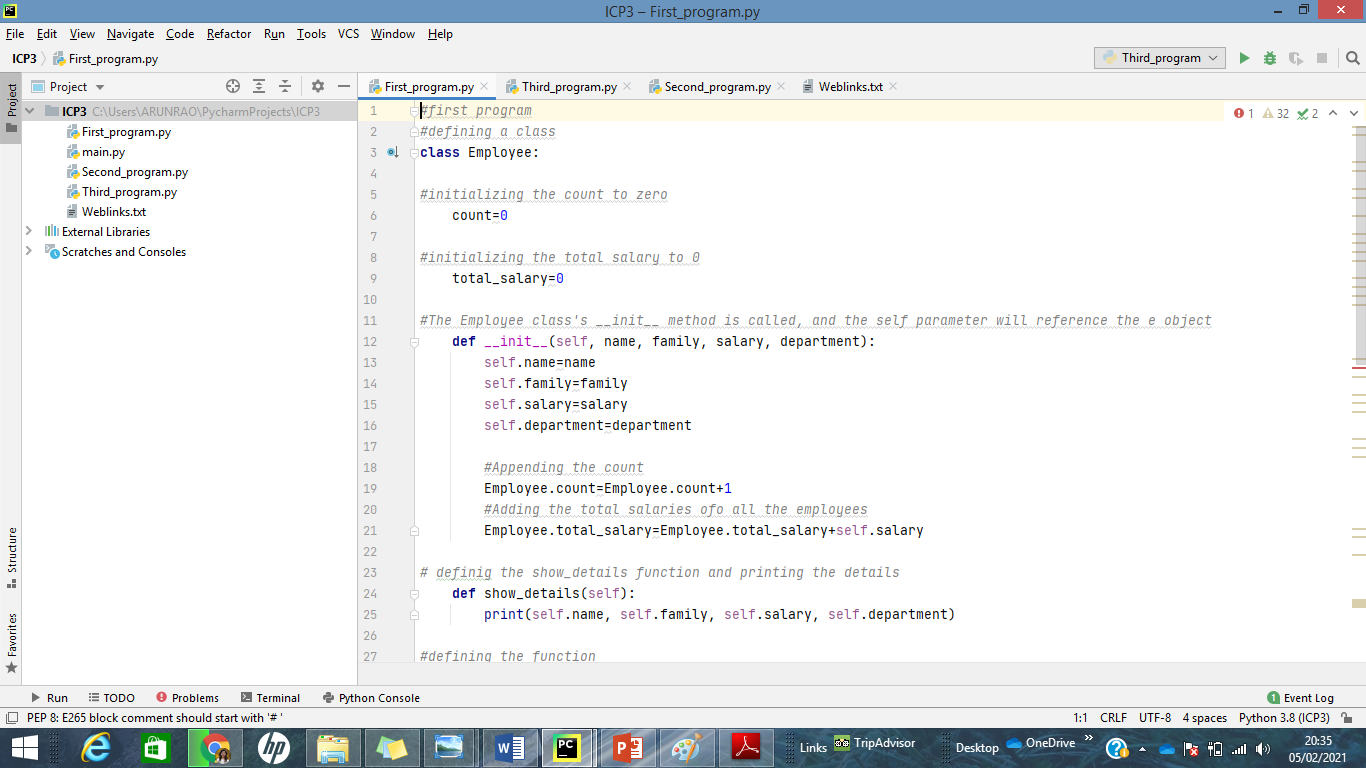 ICP3 – First_program.py
File Edit View Navigate Code Refactor Run Tools VCS Window Help
ICP3 First_program.py
Third_program
Project
Project
First_program.py
Third_program.py
Second_program.py
Weblinks.txt
ICP3 C:\Users\ARUNRAO\PycharmProjects\ICP3
First_program.py
main.py
Second_program.py
Third_program.py
Weblinks.txt
External Libraries
Scratches and Consoles
Structure
Favorites
1 #first program
2 #defining a class
3 class Employee:
4
5 #initializing the count to zero
6 count=0
7
8 #initializing the total salary to 0
9 total_salary=0
10
11 #The Employee class's __init__ method is called, and the self parameter will reference the e object
12 def __init__(self, name, family, salary, department):
13 self.name=name
14 self.family=family
15 self.salary=salary
16 self.department=department
17
18 #Appending the count
19 Employee.count=Employee.count+1
20 #Adding the total salaries ofo all the employees
21 Employee.total_salary=Employee.total_salary+self.salary
22
23 # definig the show_details function and printing the details
24 def show_details(self):
25 print(self.name, self.family, self.salary, self.department)
26
27 #defining the function
1 32 2
Run TODO Problems Terminal Python Console
1 Event Log
PEP 8: E265 block comment should start with '# '
1:1 CRLF UTF-8 4 spaces Python 3.8 (ICP3)
Links TripAdvisor Desktop OneDrive
20:35
05/02/2021